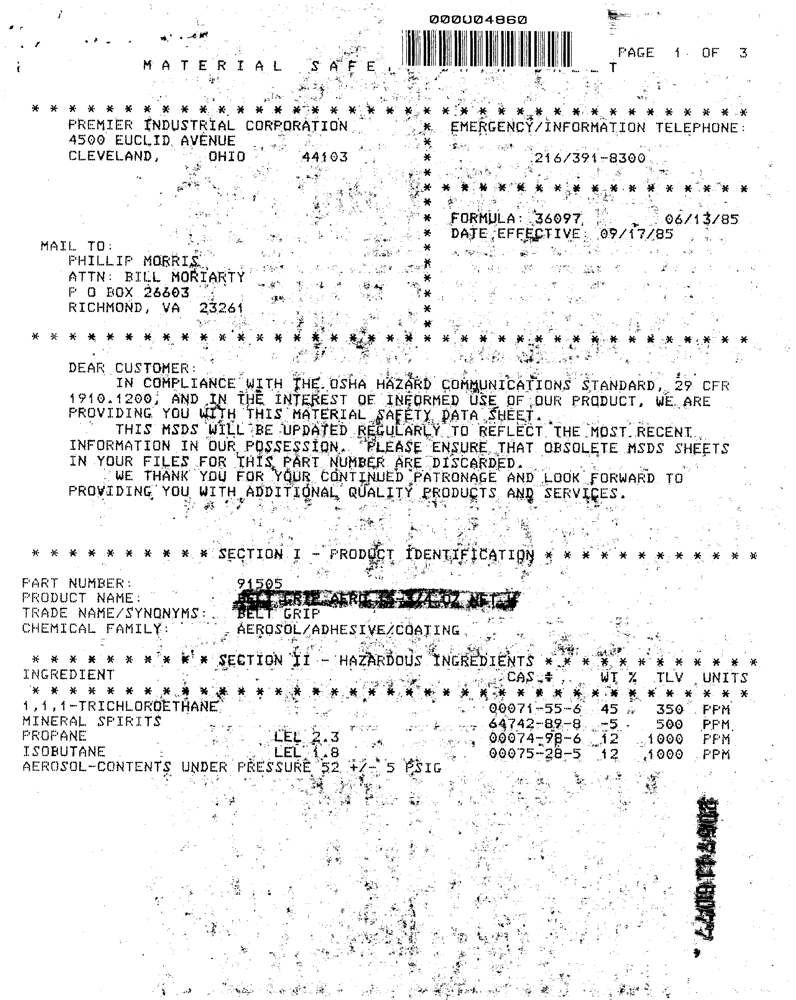 000004860
PAGE 1 OF 3
MATERIAL SAFE T
* * * * * * * * * * * * * * * * * * * * * * * * * * * * * * * * * * * * * * * *
PREMIER INDUSTRIAL CORPORATION * EMERGENCY/INFORMATION TELEPHONE:
4500 EUCLID AVENUE *
CLEVELAND, OHIO 44103 * 216/391-8300
*
* * * * * * * * * * * * * * * * * *
*
* FORMULA: 36097 06/13/85
* DATE EFFECTIVE: 09/17/85
MAIL TO: *
PHILLIP MORRIS *
ATTN: BILL MORIARTY *
P O BOX 26603 *
RICHMOND, VA 23261 *
*
* * * * * * * * * * * * * * * * * * * * * * * * * * * * * * * * * * * * * * * *
DEAR CUSTOMER:
IN COMPLIANCE WITH THE OSHA HAZARD COMMUNICATIONS STANDARD, 29 CFR
1910.1200, AND IN THE INTEREST OF INFORMED USE OF OUR PRODUCT, WE ARE
PROVIDING YOU WITH THIS MATERIAL SAFETY DATA SHEET.
THIS MSDS WILL BE UPDATED REGULARLY TO REFLECT THE MOST RECENT
INFORMATION IN OUR POSSESSION. PLEASE ENSURE THAT OBSOLETE MSDS SHEETS
IN YOUR FILES FOR THIS PART NUMBER ARE DISCARDED.
WE THANK YOU FOR YOUR CONTINUED PATRONAGE AND LOOK FORWARD TO
PROVIDING YOU WITH ADDITIONAL QUALITY PRODUCTS AND SERVICES.
* * * * * * * * * * SECTION I - PRODUCT IDENTIFICATION * * * * * * * * * * * *
PART NUMBER: 91505
PRODUCT NAME: BELT GRIP AERO OZ NET
TRADE NAME/SYNONYMS: BELT GRIP
CHEMICAL FAMILY: AEROSOL/ADHESIVE/COATING
* * * * * * * * * * SECTION II - HAZARDOUS INGREDIENTS * * * * * * * * * * * *
INGREDIENT CAS # WT % TLV UNITS
* * * * * * * * * * * * * * * * * * * * * * * * * * * * * * * * * * * * * * * *
1,1,1-TRICHLOROETHANE 00071-55-6 45 350 PPM
MINERAL SPIRITS 64742-89-8 -5 500 PPM
PROPANE LEL 2.3 00074-98-6 12 1000 PPM
ISOBUTANE LEL 1.8 00075-28-5 12 1000 PPM
AEROSOL-CONTENTS UNDER PRESSURE 52 +/- 5 PSIG